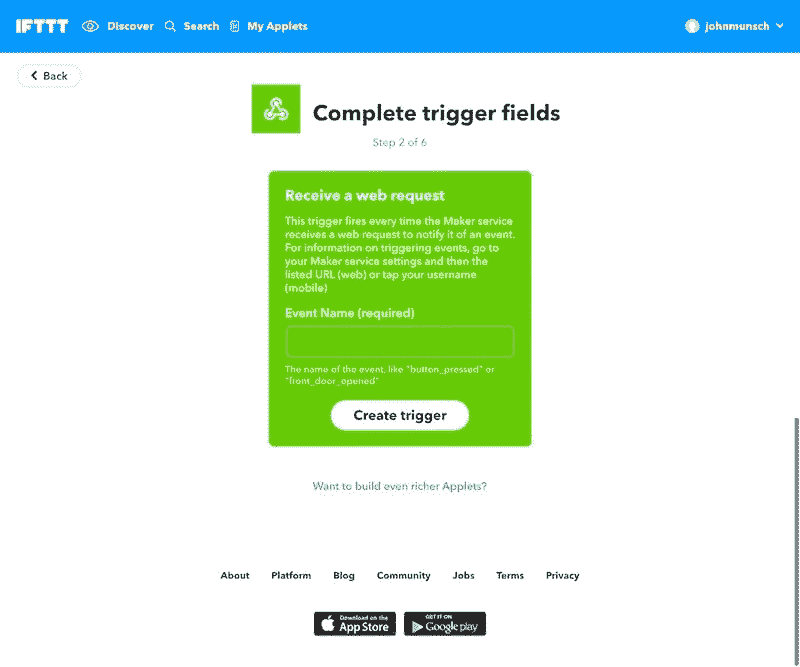 IFTTT Discover Search My Applets johnmunsch
Back
Complete trigger fields
Step 2 of 6
Receive a web request
This trigger fires every time the Maker service
receives a web request to notify it of an event.
For information on triggering events, go to
your Maker service settings and then the
listed URL (web) or tap your username
(mobile)
Event Name (required)
The name of the event, like "button_pressed" or
"front_door_opened"
Create trigger
Want to build even richer Applets?
About Platform Blog Community Jobs Terms Privacy
Download on the
App Store
GET IT ON
Google play